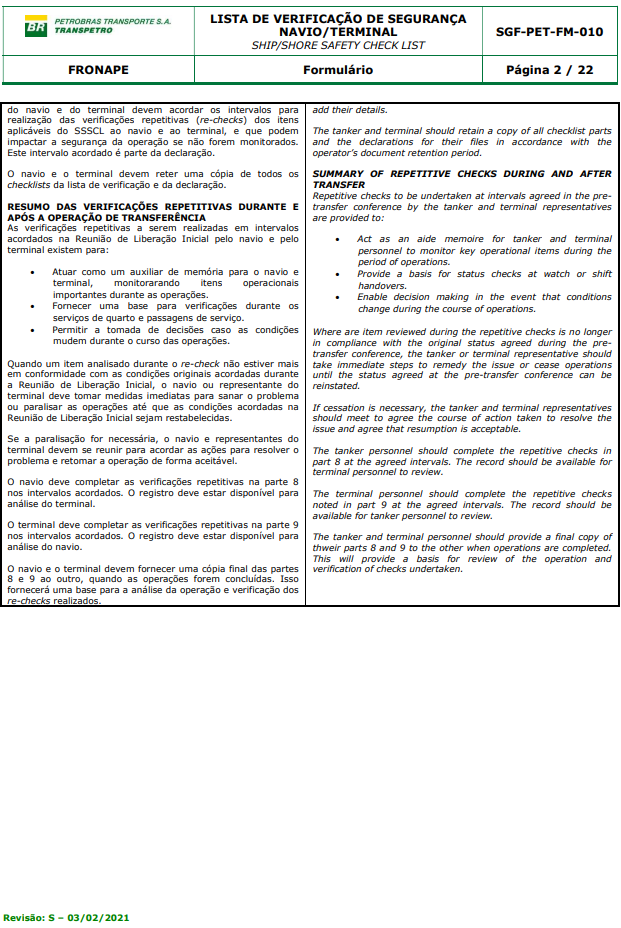 BR PETROBRAS TRANSPORTE S.A.
TRANSPETRO
LISTA DE VERIFICAÇÃO DE SEGURANÇA
NAVIO/TERMINAL
SHIP/SHORE SAFETY CHECK LIST
SGF-PET-FM-010
FRONAPE
Formulário
Página 2 / 22
do navio e do terminal devem acordar os intervalos para
realização das verificações repetitivas (re-checks) dos itens
aplicáveis do SSSCL ao navio e ao terminal, e que podem
impactar a segurança da operação se não forem monitorados.
Este intervalo acordado é parte da declaração.
O navio e o terminal devem reter uma cópia de todos os
checklists da lista de verificação e da declaração.
RESUMO DAS VERIFICAÇÕES REPETITIVAS DURANTE E
APÓS A OPERAÇÃO DE TRANSFERÊNCIA
As verificações repetitivas a serem realizadas em intervalos
acordados na Reunião de Liberação Inicial pelo navio e pelo
terminal existem para:
• Atuar como um auxiliar de memória para o navio e
terminal, monitorarando itens operacionais
importantes durante as operações.
• Fornecer uma base para verificações durante os
serviços de quarto e passagens de serviço.
• Permitir a tomada de decisões caso as condições
mudem durante o curso das operações.
Quando um item analisado durante o re-check não estiver mais
em conformidade com as condições originais acordadas durante
a Reunião de Liberação Inicial, o navio ou representante do
terminal deve tomar medidas imediatas para sanar o problema
ou paralisar as operações até que as condições acordadas na
Reunião de Liberação Inicial sejam restabelecidas.
Se a paralisação for necessária, o navio e representantes do
terminal devem se reunir para acordar as ações para resolver o
problema e retomar a operação de forma aceitável.
O navio deve completar as verificações repetitivas na parte 8
nos intervalos acordados. O registro deve estar disponível para
análise do terminal.
O terminal deve completar as verificações repetitivas na parte 9
nos intervalos acordados. O registro deve estar disponível para
análise do navio.
O navio e o terminal devem fornecer uma cópia final das partes
8 e 9 ao outro, quando as operações forem concluídas. Isso
fornecerá uma base para a análise da operação e verificação dos
re-checks realizados.
add their details.
The tanker and terminal should retain a copy of all checklist parts
and the declarations for their files in accordance with the
operator's document retention period.
SUMMARY OF REPETITIVE CHECKS DURING AND AFTER
TRANSFER
Repetitive checks to be undertaken at intervals agreed in the pre-
transfer conference by the tanker and terminal representatives
are provided to:
• Act as an aide memoire for tanker and terminal
personnel to monitor key operational items during the
period of operations.
• Provide a basis for status checks at watch or shift
handovers.
• Enable decision making in the event that conditions
change during the course of operations.
Where are item reviewed during the repetitive checks is no longer
in compliance with the original status agreed during the pre-
transfer conference, the tanker or terminal representative should
take immediate steps to remedy the issue or cease operations
until the status agreed at the pre-transfer conference can be
reinstated.
If cessation is necessary, the tanker and terminal representatives
should meet to agree the course of action taken to resolve the
issue and agree that resumption is acceptable.
The tanker personnel should complete the repetitive checks in
part 8 at the agreed intervals. The record should be available for
terminal personnel to review.
The terminal personnel should complete the repetitive checks
noted in part 9 at the agreed intervals. The record should be
available for tanker personnel to review.
The tanker and terminal personnel should provide a final copy of
thweir parts 8 and 9 to the other when operations are completed.
This will provide a basis for review of the operation and
verification of checks undertaken.
Revisão: S – 03/02/2021